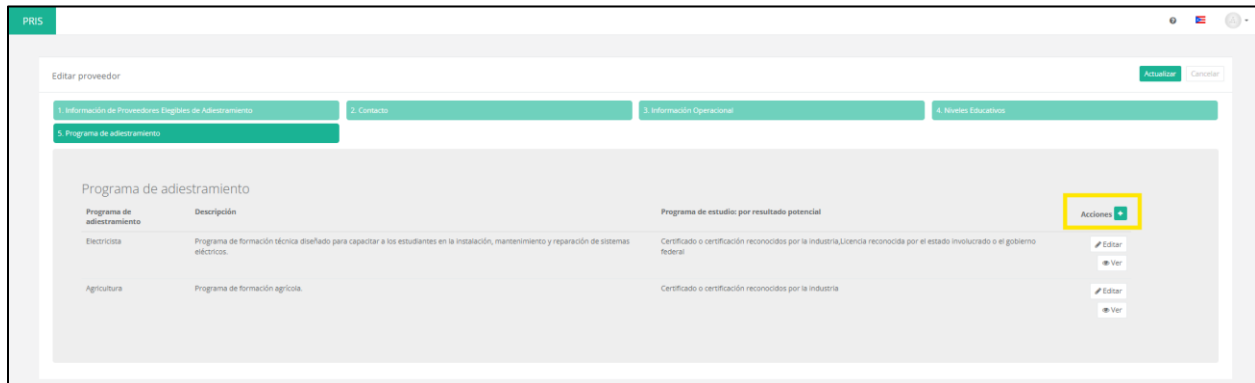 PRIS
Editar proveedor
Actualizar
Cancelar
1. Información de Proveedores Elegibles de Adiestramiento
2. Contacto
3. Información Operacional
4. Niveles Educativos
5. Programa de adiestramiento
Programa de adiestramiento
Programa de
adiestramiento
Descripción
Programa de estudio: por resultado potencial
Acciones +
Electricista
Programa de formación técnica diseñado para capacitar a los estudiantes en la instalación, mantenimiento y reparación de sistemas
eléctricos.
Certificado o certificación reconocidos por la industria,Licencia reconocida por el estado involucrado o el gobierno
federal
Editar
Ver
Agricultura
Programa de formación agrícola.
Certificado o certificación reconocidos por la industria
Editar
Ver